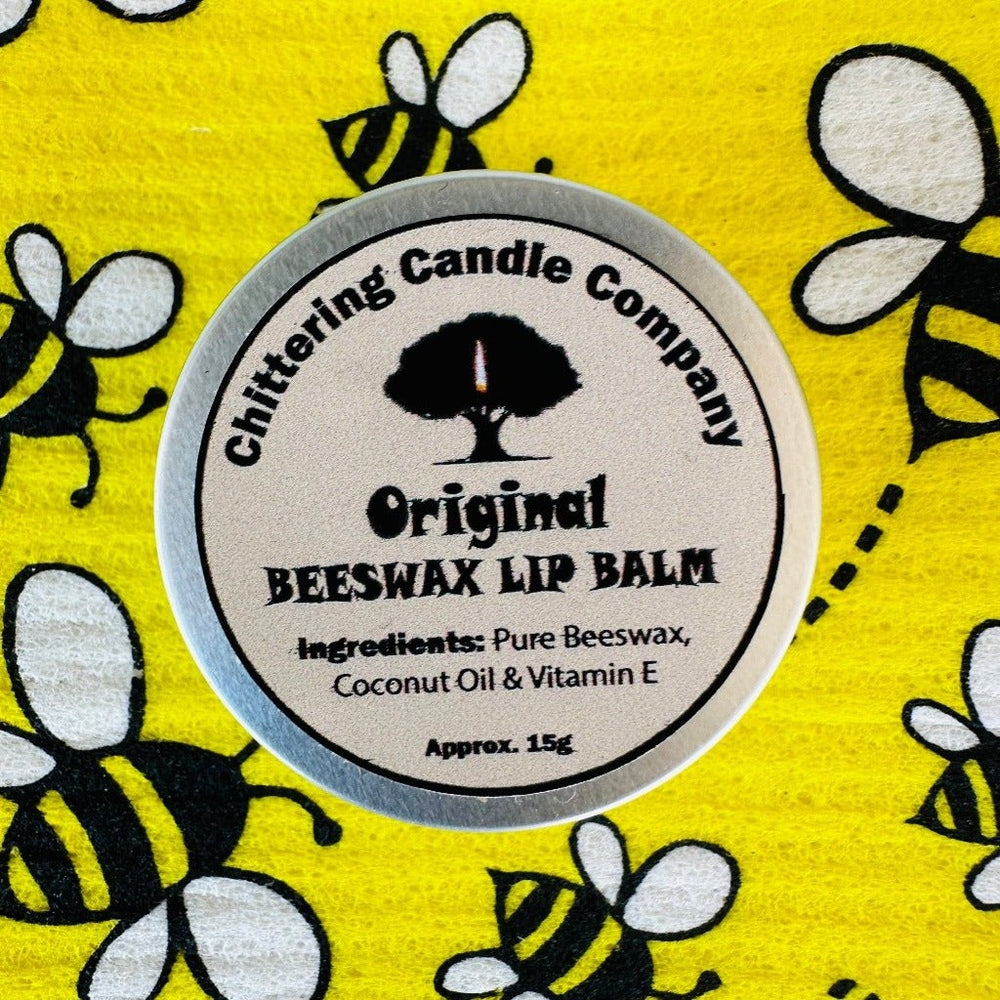 Chittering Candle Company
Original
BEESWAX LIP BALM
Ingredients: Pure Beeswax,
Coconut Oil & Vitamin E
Approx. 15g